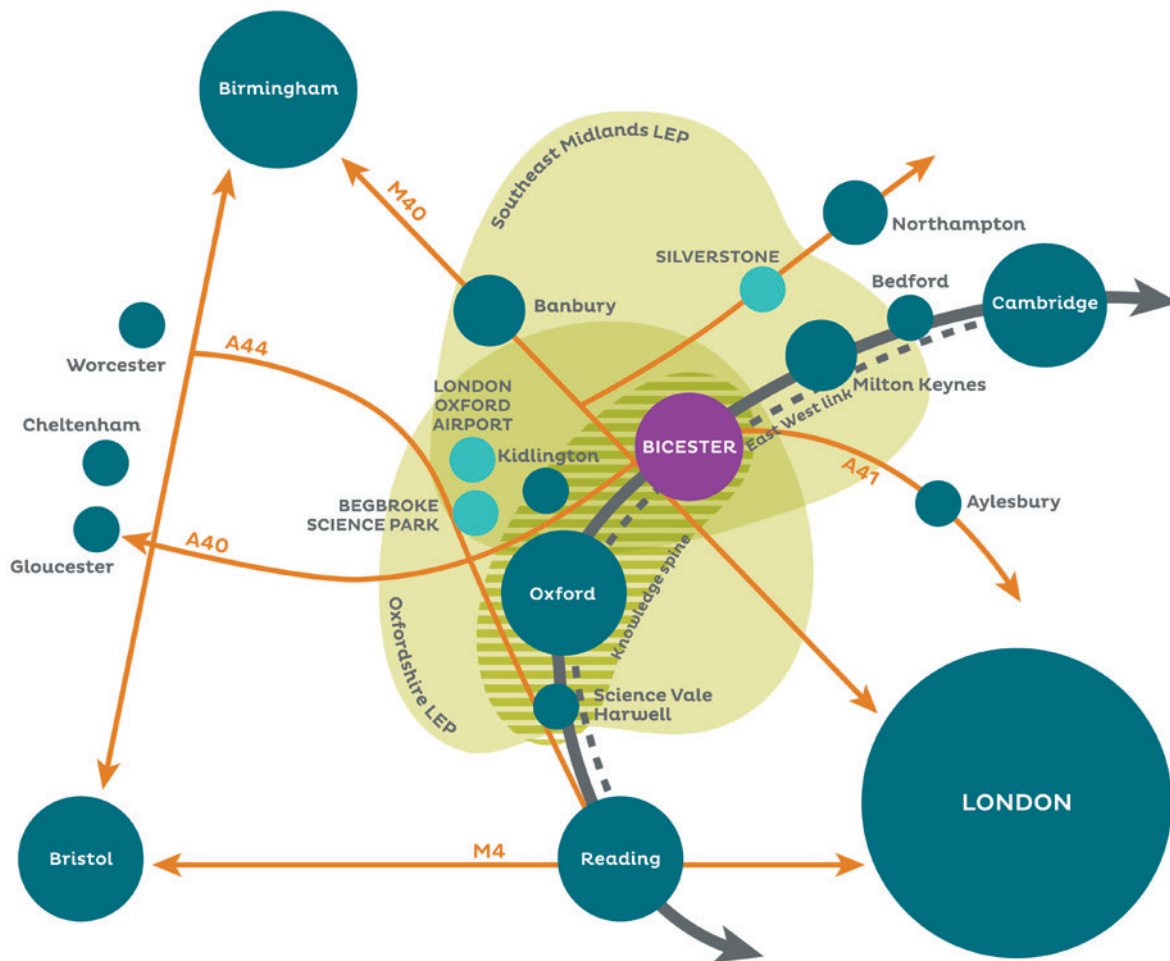 Birmingham
Southeast Midlands LEP
M40
Northampton
SILVERSTONE
Bedford
Cambridge
Banbury
Worcester
A44
Milton Keynes
East West link
LONDON
OXFORD
AIRPORT
Kidlington
BICESTER
Cheltenham
A41
Aylesbury
BEGBROKE
SCIENCE PARK
A40
Gloucester
Oxford
Knowledge spine
Oxfordshire LEP
Science Vale
Harwell
LONDON
Bristol
M4
Reading